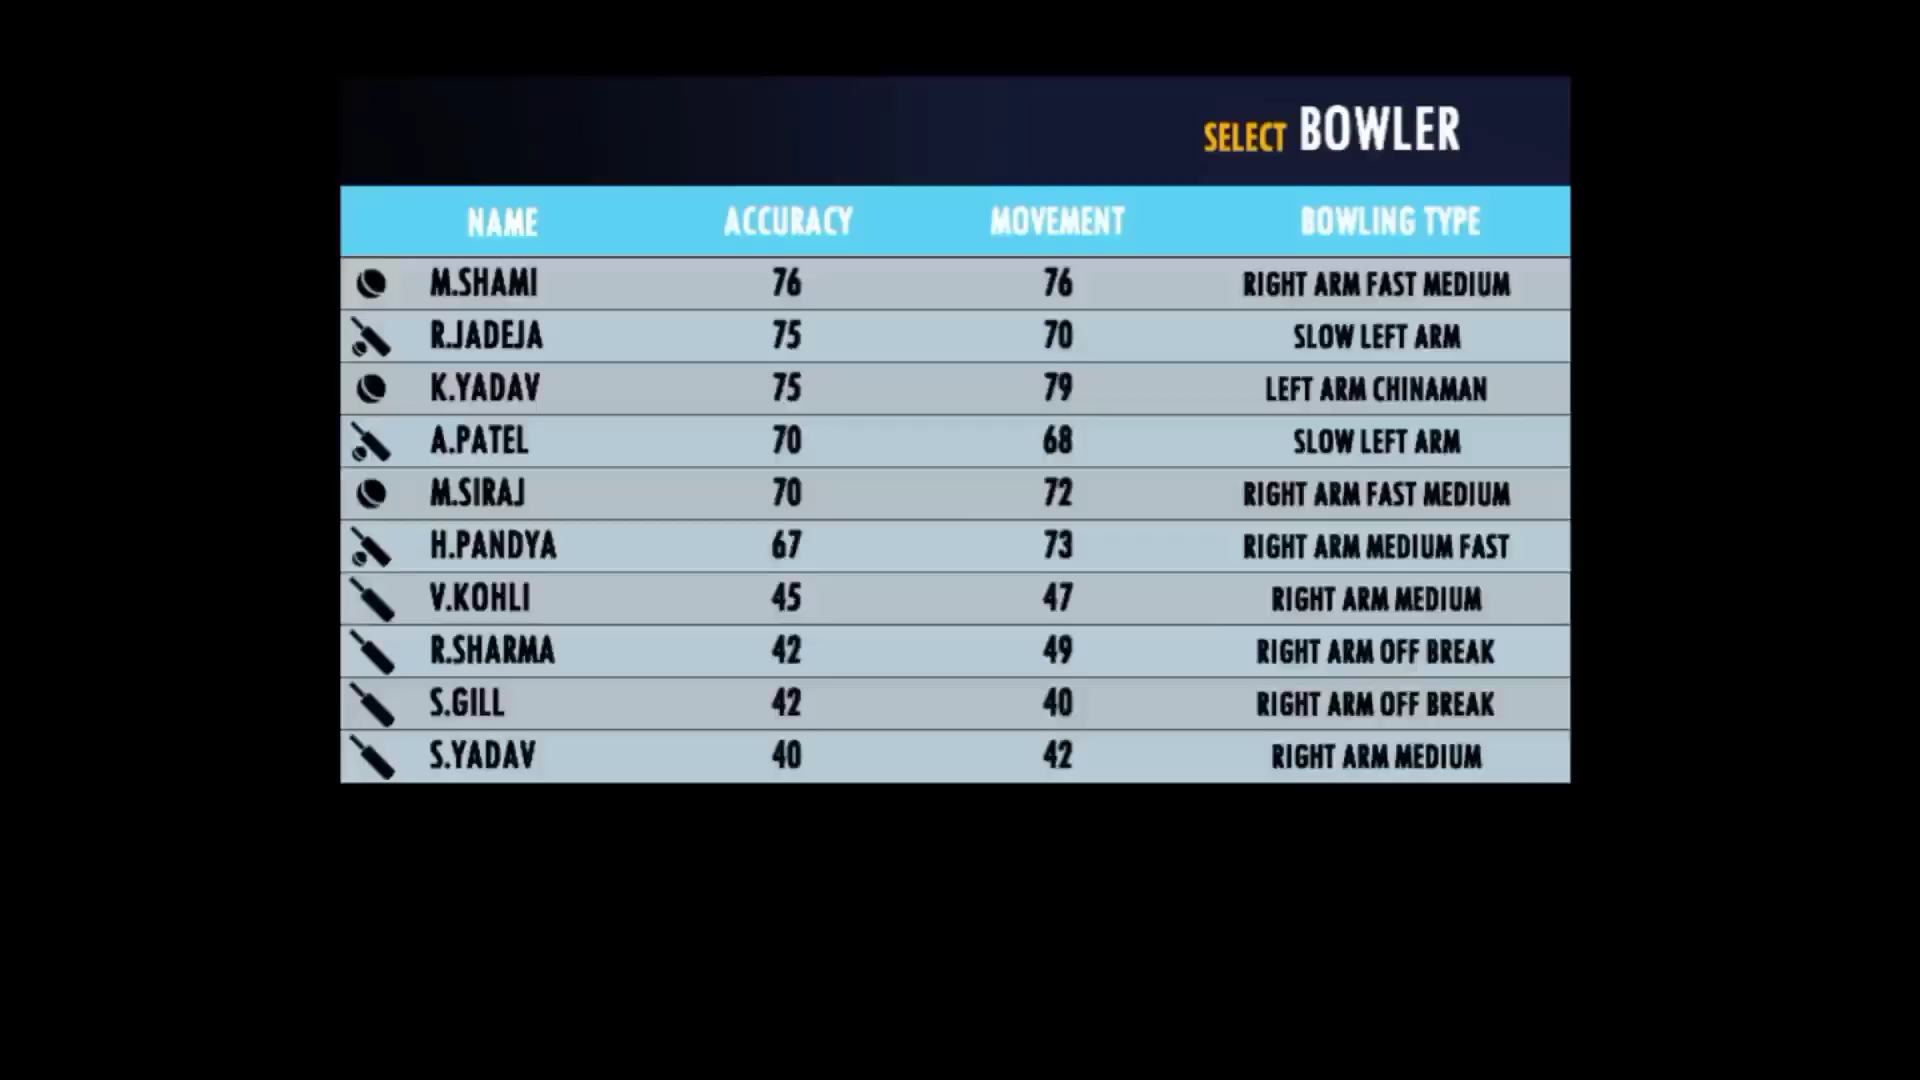 SELECT BOWLER
NAME ACCURACY MOVEMENT BOWLING TYPE
M.SHAMI 76 76 RIGHT ARM FAST MEDIUM
R.JADEJA 75 70 SLOW LEFT ARM
K.YADAV 75 79 LEFT ARM CHINAMAN
A.PATEL 70 68 SLOW LEFT ARM
M.SIRAJ 70 72 RIGHT ARM FAST MEDIUM
H.PANDYA 67 73 RIGHT ARM MEDIUM FAST
V.KOHLI 45 47 RIGHT ARM MEDIUM
R.SHARMA 42 49 RIGHT ARM OFF BREAK
S.GILL 42 40 RIGHT ARM OFF BREAK
S.YADAV 40 42 RIGHT ARM MEDIUM